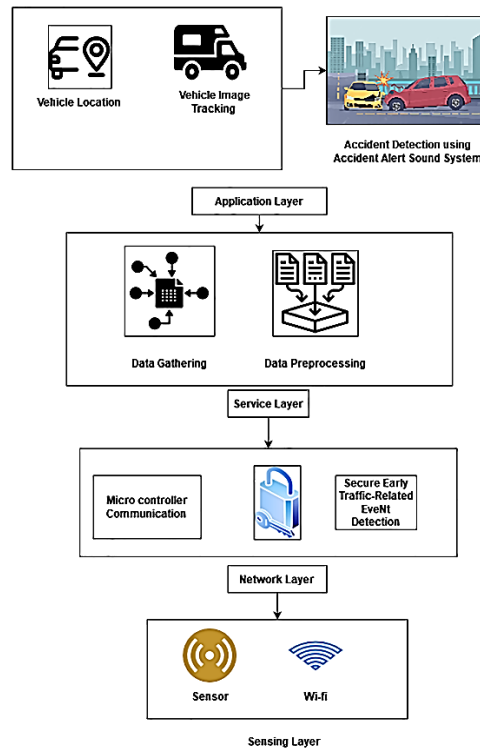 Vehicle Location
Vehicle Image
Tracking
Accident Detection using
Accident Alert Sound System
Application Layer
Data Gathering
Data Preprocessing
Service Layer
Micro controller
Communication
Secure Early
Traffic-Related
EveNt
Detection
Network Layer
Sensor
Wi-fi
Sensing Layer